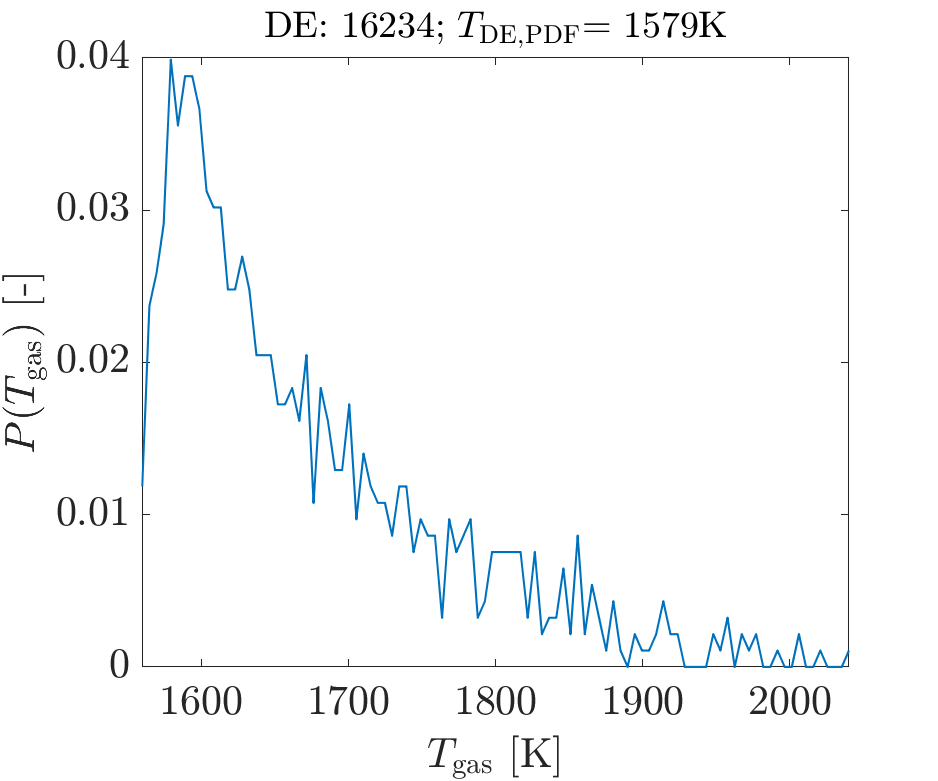 DE: 16234; T_DE,PDF= 1579K
0.04
0.03
0.02
0.01
0
P(T_gas) [-]
1600 1700 1800 1900 2000
T_gas [K]